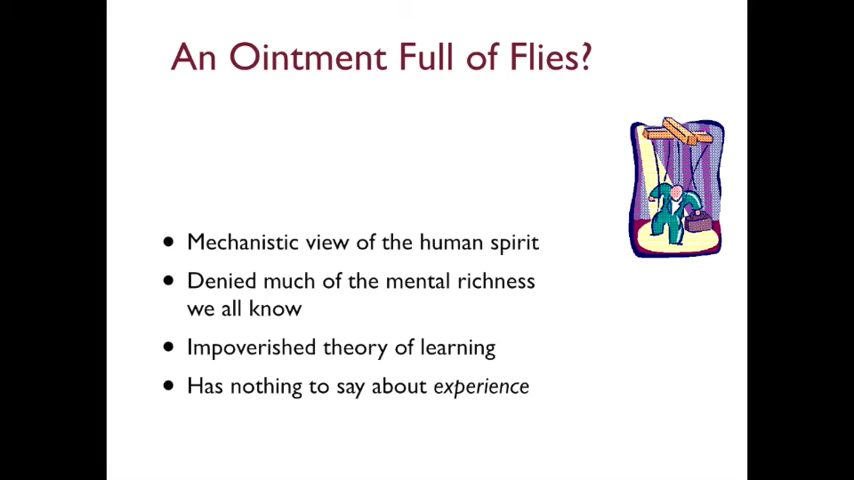 An Ointment Full of Flies?
• Mechanistic view of the human spirit
• Denied much of the mental richness
we all know
• Impoverished theory of learning
• Has nothing to say about experience